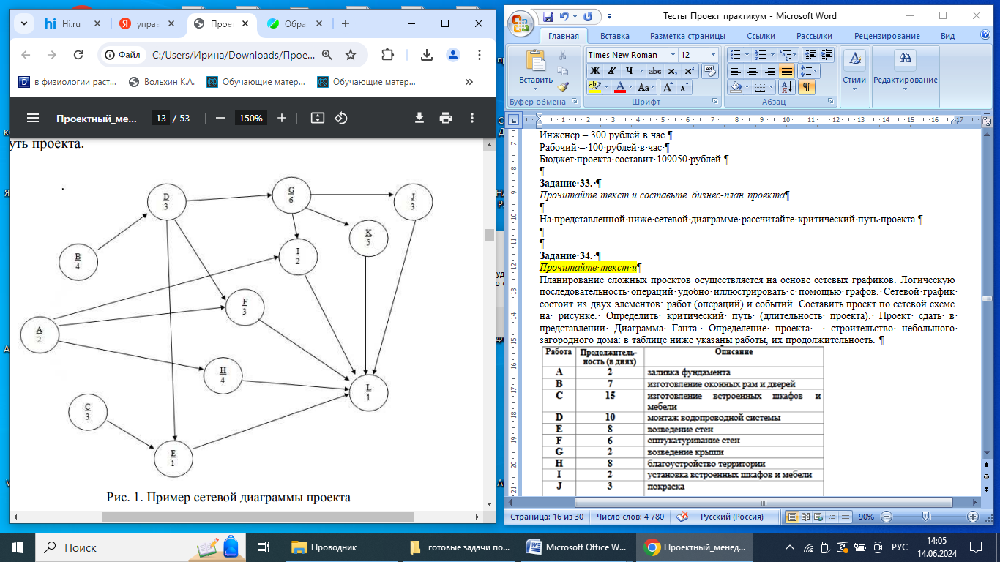 Hi.ru
управ
Прое
Обра
Файл
C:/Users/Ирина/Downloads/Прое...
в физиологии раст...
Вольхин К.А.
Обучающие матер...
Обучающие матер...
Проектный_ме...
13 / 53
150%
уть проекта.
D
3
G
6
J
3
B
4
K
5
I
2
F
3
A
2
H
4
L
1
C
3
E
1
Рис. 1. Пример сетевой диаграммы проекта
Тесты_Проект_практикум - Microsoft Word
Главная
Вставка
Разметка страницы
Ссылки
Рассылки
Рецензирование
Вид
Times New Roman
12
Вставить
Стили
Редактирование
Буфер обмена
Шрифт
Абзац
Инженер – 300 рублей в час ¶
Рабочий – 100 рублей в час ¶
Бюджет проекта составит 109050 рублей.¶
¶
Задание 33. ¶
Прочитайте текст и составьте бизнес-план проекта¶
¶
На представленной ниже сетевой диаграмме рассчитайте критический путь проекта.¶
¶
¶
Задание 34. ¶
Прочитайте текст и¶
Планирование сложных проектов осуществляется на основе сетевых графиков. Логическую
последовательность операций удобно иллюстрировать с помощью графов. Сетевой график
состоит из двух элементов: работ (операций) и событий. Составить проект по сетевой схеме
на рисунке. Определить критический путь (длительность проекта). Проект сдать в
представлении Диаграмма Ганта. Определение проекта - строительство небольшого
загородного дома: в таблице ниже указаны работы, их продолжительность. ¶
Работа Продолжитель- Описание
ность (в днях)
A 2 заливка фундамента
B 7 изготовление оконных рам и дверей
C 15 изготовление встроенных шкафов и
мебели
D 10 монтаж водопроводной системы
E 8 возведение стен
F 6 оштукатуривание стен
G 2 возведение крыши
H 8 благоустройство территории
I 2 установка встроенных шкафов и мебели
J 3 покраска
Страница: 16 из 30
Число слов: 4 780
Русский (Россия)
90%
Поиск
Проводник
готовые задачи по...
Microsoft Office W...
Проектный_менед...
РУС
14:05
14.06.2024